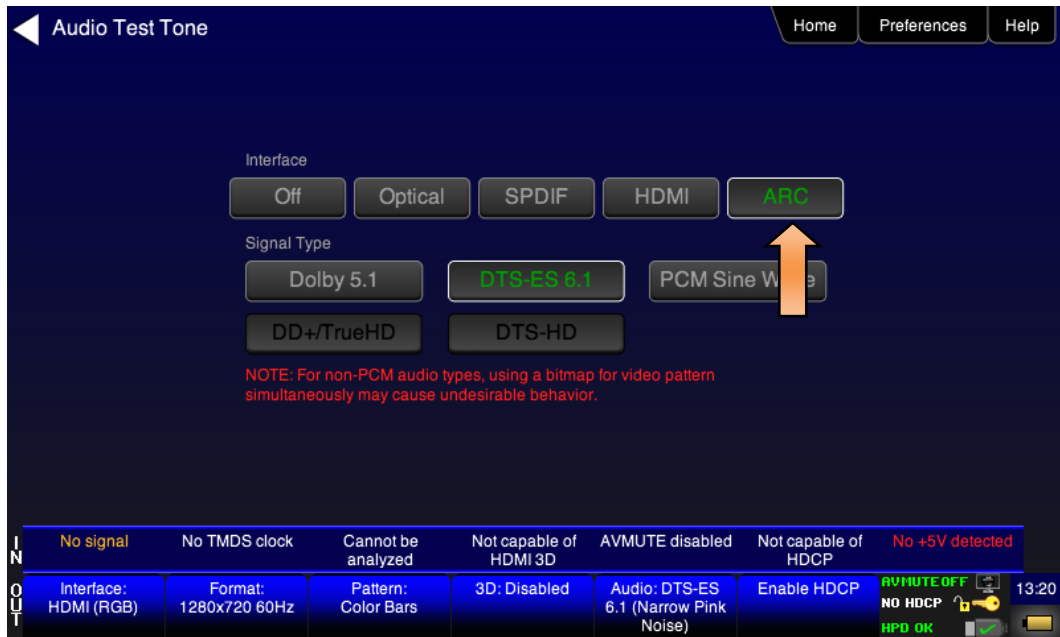 Audio Test Tone
Home
Preferences
Help
Interface
Off
Optical
SPDIF
HDMI
ARC
Signal Type
Dolby 5.1
DTS-ES 6.1
PCM Sine W e
DD+/TrueHD
DTS-HD
NOTE: For non-PCM audio types, using a bitmap for video pattern
simultaneously may cause undesirable behavior.
IN
No signal
No TMDS clock
Cannot be
analyzed
Not capable of
HDMI 3D
AVMUTE disabled
Not capable of
HDCP
No +5V detected
OUT
Interface:
HDMI (RGB)
Format:
1280x720 60Hz
Pattern:
Color Bars
3D: Disabled
Audio: DTS-ES
6.1 (Narrow Pink
Noise)
Enable HDCP
AVMUTEOFF
NO HDCP
HPD OK
13:20